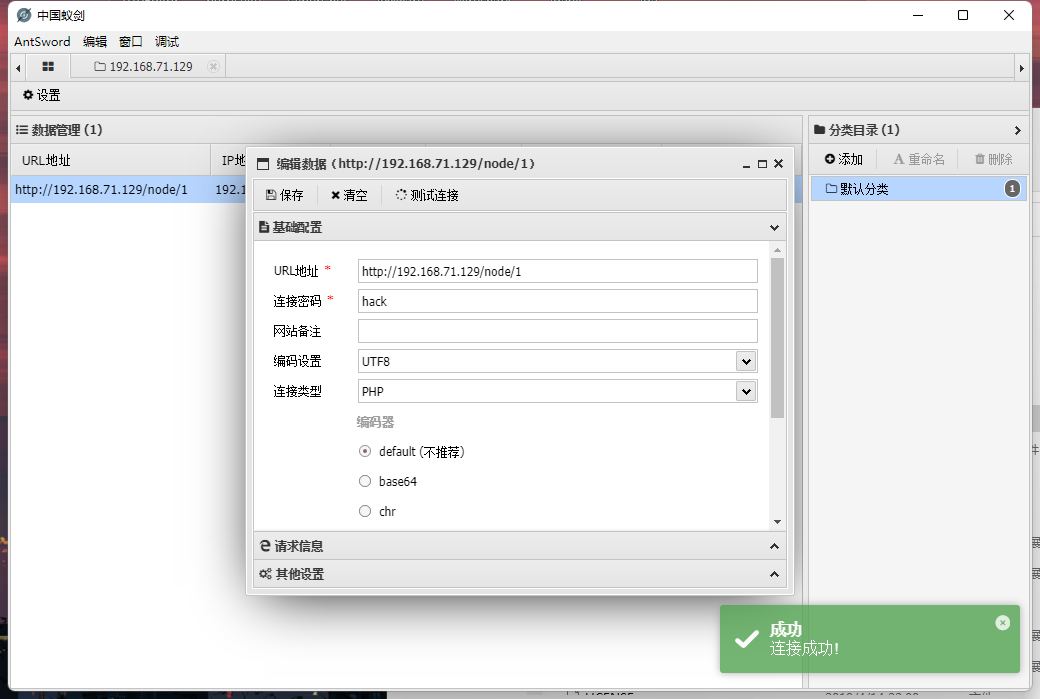 中国蚁剑
AntSword 编辑 窗口 调试
192.168.71.129
设置
数据管理 (1)
分类目录 (1)
URL地址
IP地
添加 重命名 删除
http://192.168.71.129/node/1
192.1
默认分类 1
编辑数据 (http://192.168.71.129/node/1)
保存 清空 测试连接
基础配置
URL地址 *
http://192.168.71.129/node/1
连接密码 *
hack
网站备注
编码设置
UTF8
连接类型
PHP
编码器
default (不推荐)
base64
chr
请求信息
其他设置
成功
连接成功!